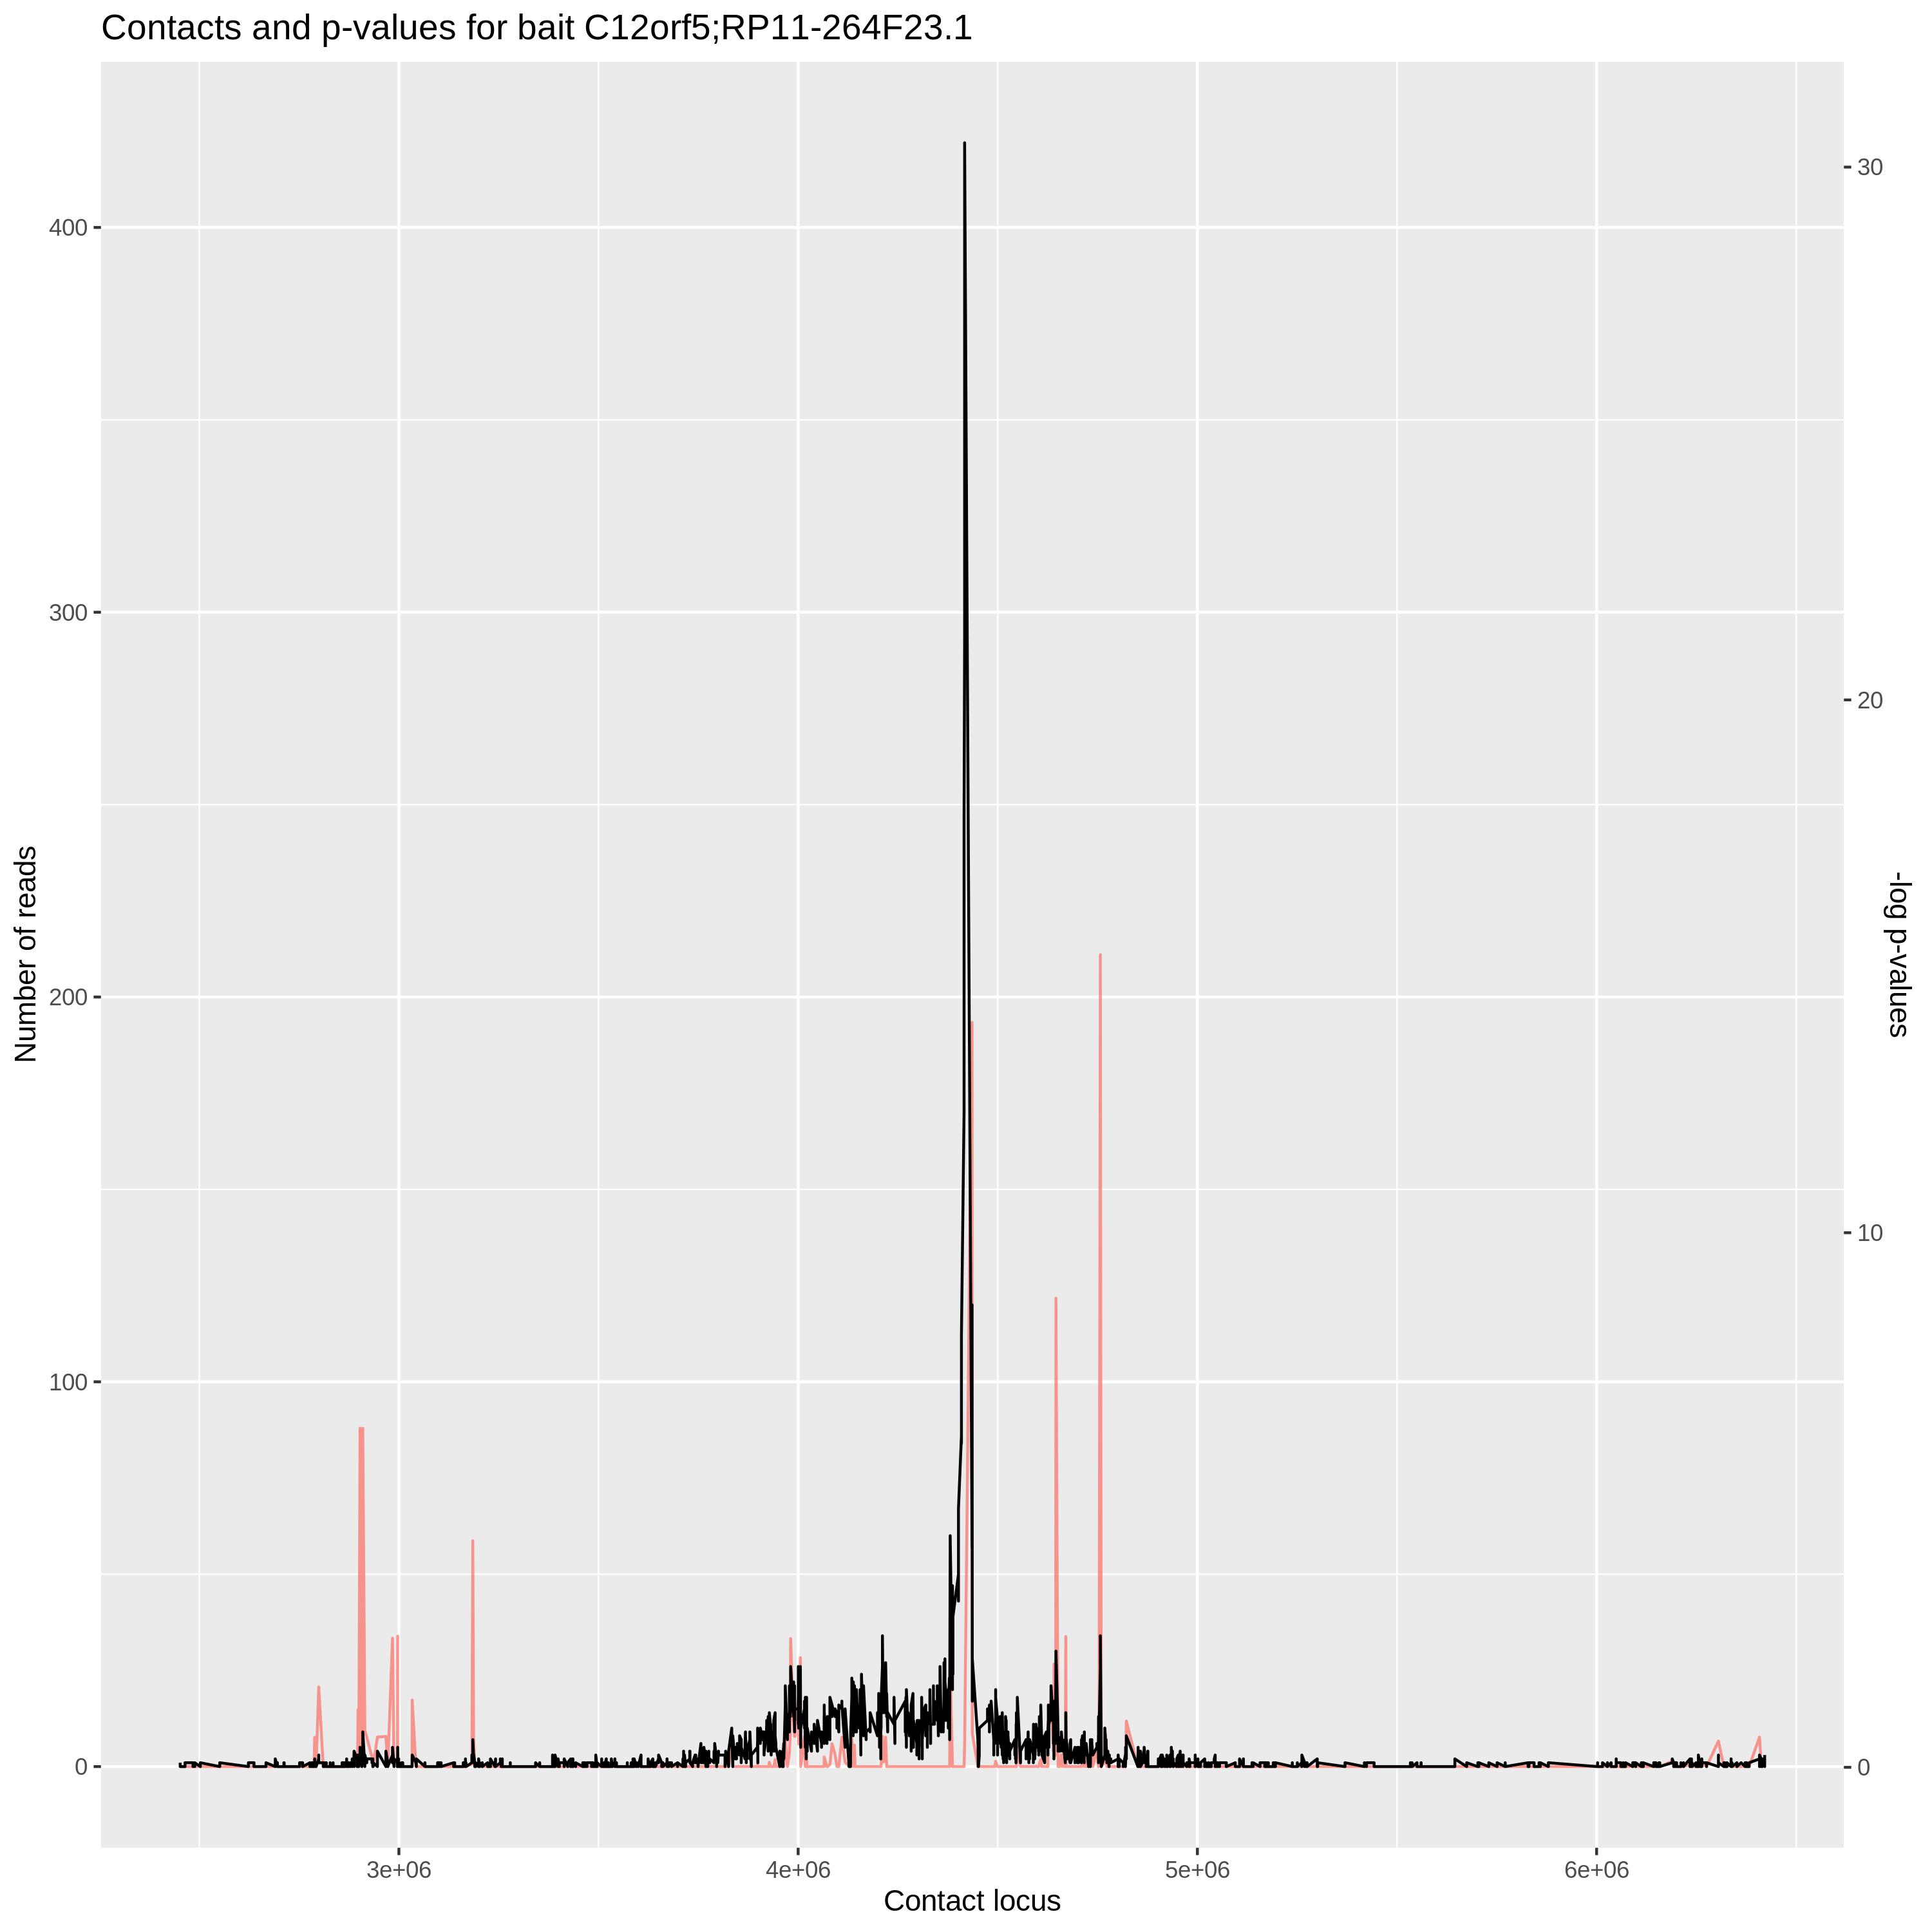 Contacts and p-values for bait C12orf5;RP11-264F23.1
400
300
200
100
0
Number of reads
30
20
10
0
-log p-values
3e+06
4e+06
5e+06
6e+06
Contact locus